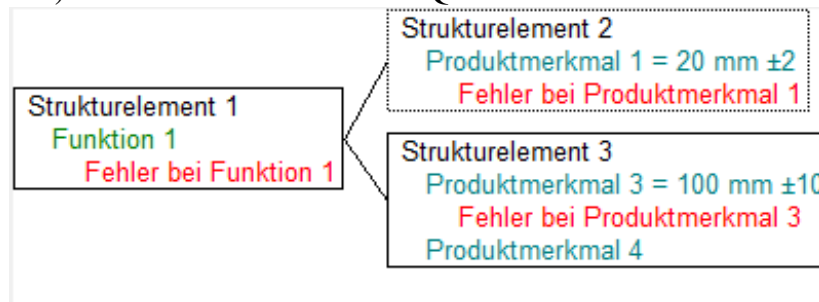 Strukturelement 1
Funktion 1
Fehler bei Funktion 1
Strukturelement 2
Produktmerkmal 1 = 20 mm ±2
Fehler bei Produktmerkmal 1
Strukturelement 3
Produktmerkmal 3 = 100 mm ±10
Fehler bei Produktmerkmal 3
Produktmerkmal 4